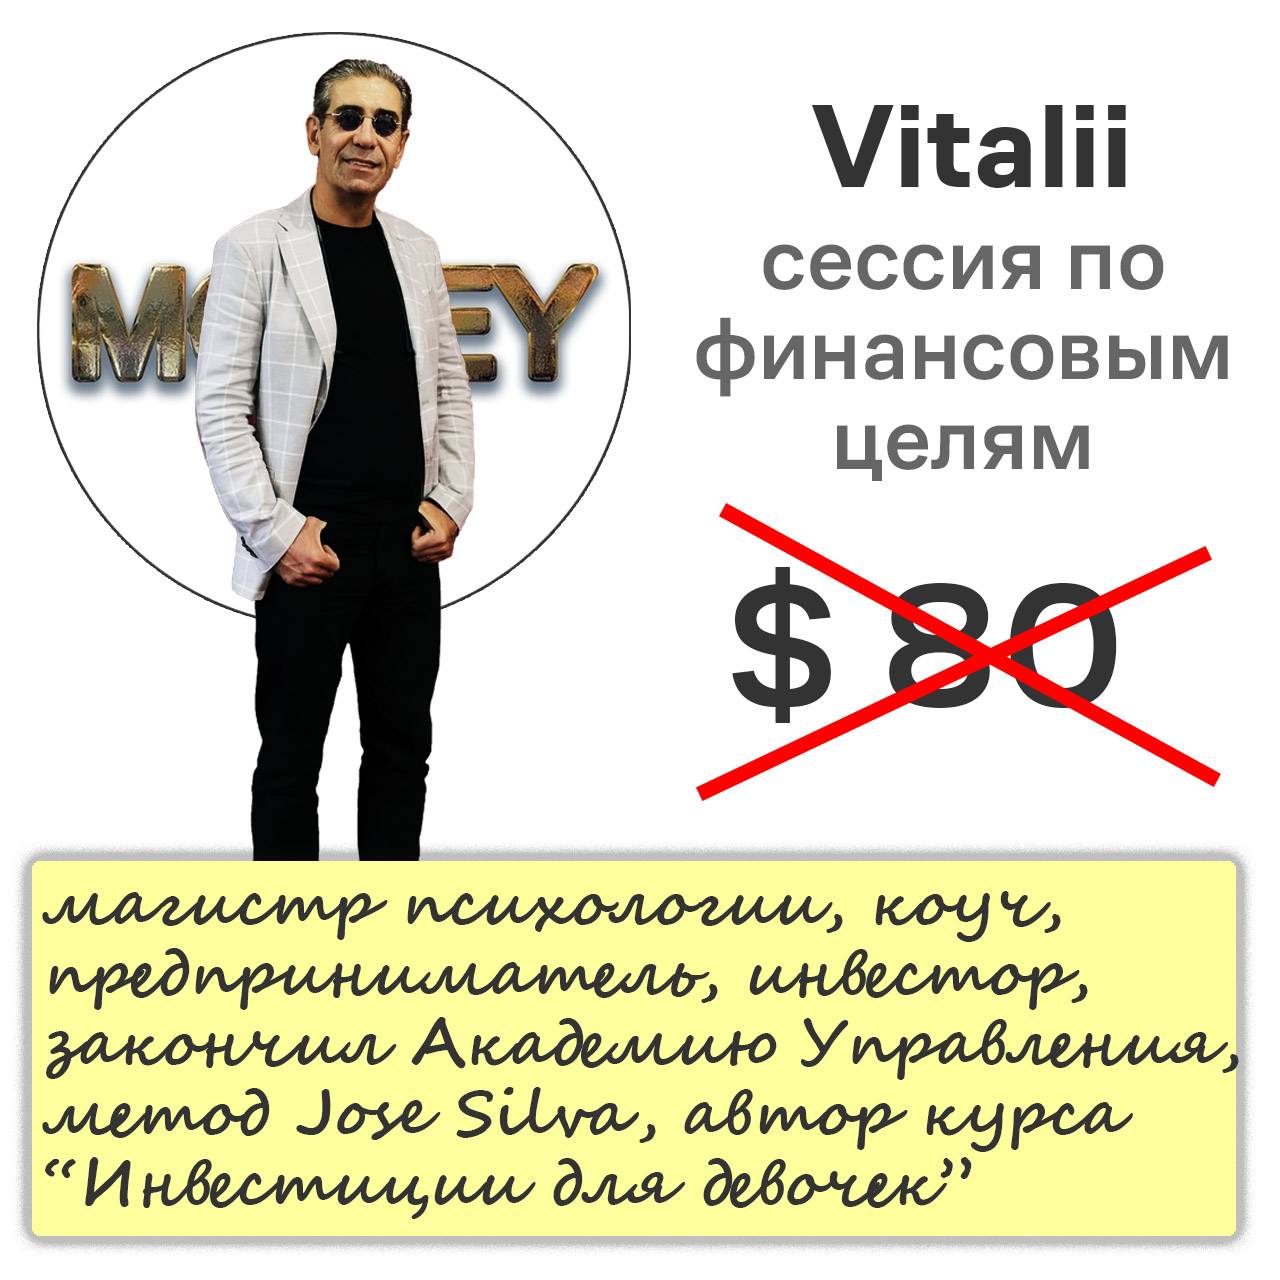 Vitalii
сессия по
финансовым
целям
$ 80
магистр психологии, коуч,
предприниматель, инвестор,
закончил Академию Управления,
метод Jose Silva, автор курса
“Инвестиции для девочек”